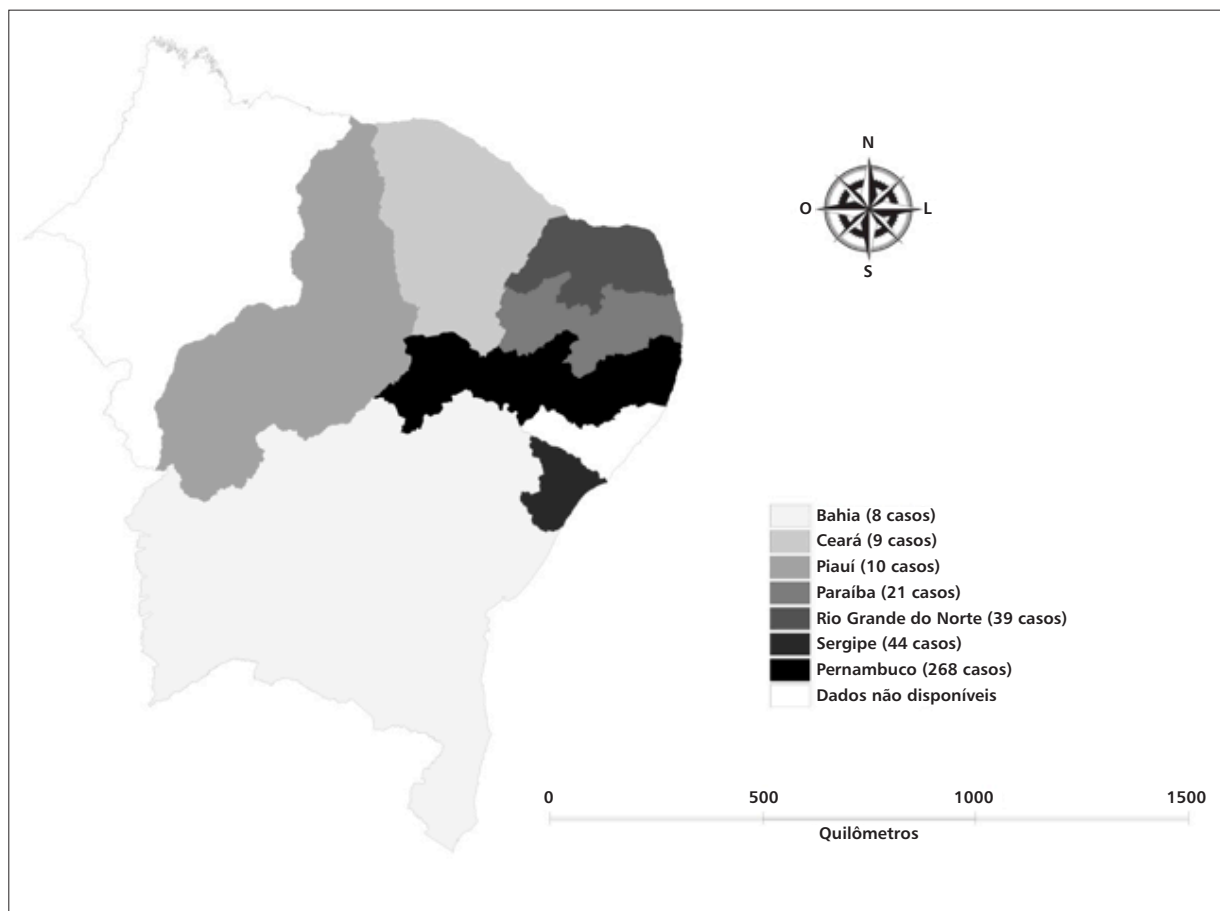 N
O L
S
Bahia (8 casos)
Ceará (9 casos)
Piauí (10 casos)
Paraíba (21 casos)
Rio Grande do Norte (39 casos)
Sergipe (44 casos)
Pernambuco (268 casos)
Dados não disponíveis
0 500 1000 1500
Quilômetros